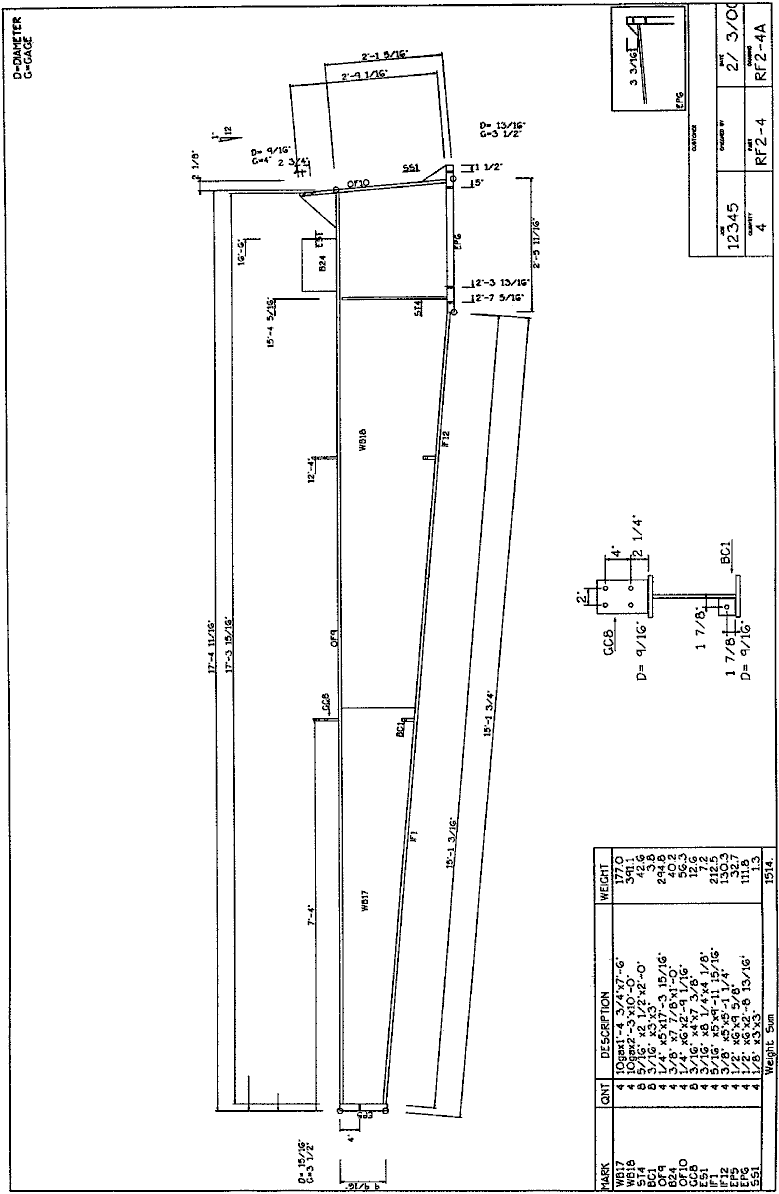 D=DIAMETER
G=GAGE
2'-1 5/16"
2'-9 1/16"
D= 13/16"
G=3 1/2"
1"
12
D= 9/16"
G=4"
2 3/4"
2 1/8"
OF10
SS1
1 1/2"
5"
16'-6"
ES1
B24
EP6
2'-5 11/16"
2'-3 13/16"
2'-7 5/16"
15'-4 5/16"
ST4
WB18
IF12
12'-4"
17'-4 11/16"
17'-3 15/16"
OF9
GC8
BC1
7'-4"
WB17
IF1
15'-1 3/16"
15'-1 3/4"
4"
D= 15/16"
G=3 1/2"
9 9/16"
3 3/16"
EP6
CUSTOMER
JOB
12345
DESIGNED BY
DATE
2/ 3/00
QUANTITY
4
PART
RF2-4
DRAWING
RF2-4A
2"
4"
2 1/4"
GC8
D= 9/16"
1 7/8"
BC1
1 7/8"
D= 9/16"
MARK QNT DESCRIPTION WEIGHT
WB17 4 10gax1'-4 3/4"x7'-6" 177.0
WB18 4 10gax2'-3"x10'-0" 391.1
ST4 8 5/16" x2 1/2"x2'-0" 42.6
BC1 8 3/16" x3"x3" 3.8
OF9 4 1/4" x5"x17'-3 15/16" 294.8
B24 4 3/8" x7 7/8"x1'-0" 40.2
OF10 4 1/4" x6"x2'-9 1/16" 56.3
GC8 8 3/16" x4"x7 3/8" 12.6
ES1 4 3/16" x8 1/4"x4 1/8" 7.2
IF1 4 5/16" x5"x9'-11 15/16" 212.5
IF12 4 3/8" x5"x5'-1 1/4" 130.3
EP5 4 1/2" x6"x9 5/8" 32.7
EP6 4 1/2" x6"x2'-8 13/16" 111.8
SS1 4 1/8" x3"x3" 1.3
Weight Sum 1514.